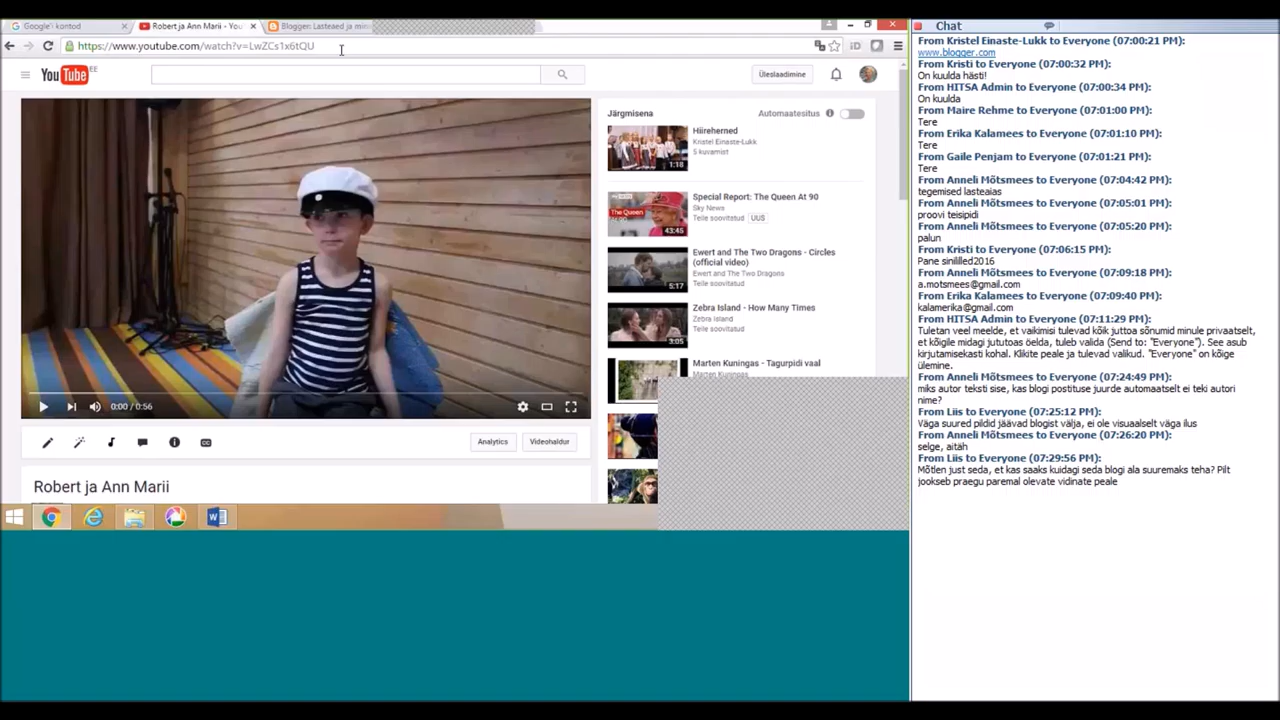 Google'i kontod
Robert ja Ann Marii - You
Blogger: Lasteaed ja min
https://www.youtube.com/watch?v=LwZCs1x6tQU
iD
YouTube EE
Üleslaadimine
Järgmisena
Automaatesitus
Hiireherned
Kristel Einaste-Lukk
5 kuvamist
1:18
Special Report: The Queen At 90
Sky News
Teile soovitatud UUS
The Queen
43:45
Ewert and The Two Dragons - Circles
(official video)
Ewert and The Two Dragons
Teile soovitatud
5:17
Zebra Island - How Many Times
Zebra Island
Teile soovitatud
3:05
Marten Kuningas - Tagurpidi vaal
Marten Kuningas
0:00 / 0:56
CC
Analytics
Videohaldur
Robert ja Ann Marii
Chat
From Kristel Einaste-Lukk to Everyone (07:00:21 PM):
www.blogger.com
From Kristi to Everyone (07:00:32 PM):
On kuulda hästi!
From HITSA Admin to Everyone (07:00:34 PM):
On kuulda
From Maire Rehme to Everyone (07:01:00 PM):
Tere
From Erika Kalamees to Everyone (07:01:10 PM):
Tere
From Gaile Penjam to Everyone (07:01:21 PM):
Tere
From Anneli Mõtsmees to Everyone (07:04:42 PM):
tegemised lasteaias
From Anneli Mõtsmees to Everyone (07:05:01 PM):
proovi teisipidi
From Anneli Mõtsmees to Everyone (07:05:20 PM):
palun
From Kristi to Everyone (07:06:15 PM):
Pane sinililled2016
From Anneli Mõtsmees to Everyone (07:09:18 PM):
a.motsmees@gmail.com
From Erika Kalamees to Everyone (07:09:40 PM):
kalamerika@gmail.com
From HITSA Admin to Everyone (07:11:29 PM):
Tuletan veel meelde, et vaikimisi tulevad kõik juttoa sõnumid minule privaatselt,
et kõigile midagi jututoas öelda, tuleb valida (Send to: "Everyone"). See asub
kirjutamisekasti kohal. Klikite peale ja tulevad valikud. "Everyone" on kõige
ülemine.
From Anneli Mõtsmees to Everyone (07:24:49 PM):
miks autor teksti sise, kas blogi postituse juurde automaatselt ei teki autori
nime?
From Liis to Everyone (07:25:12 PM):
Väga suured pildid jäävad blogist välja, ei ole visuaalselt väga ilus
From Anneli Mõtsmees to Everyone (07:26:20 PM):
selge, aitäh
From Liis to Everyone (07:29:56 PM):
Mõtlen just seda, et kas saaks kuidagi seda blogi ala suuremaks teha? Pilt
jookseb praegu paremal olevate vidinate peale